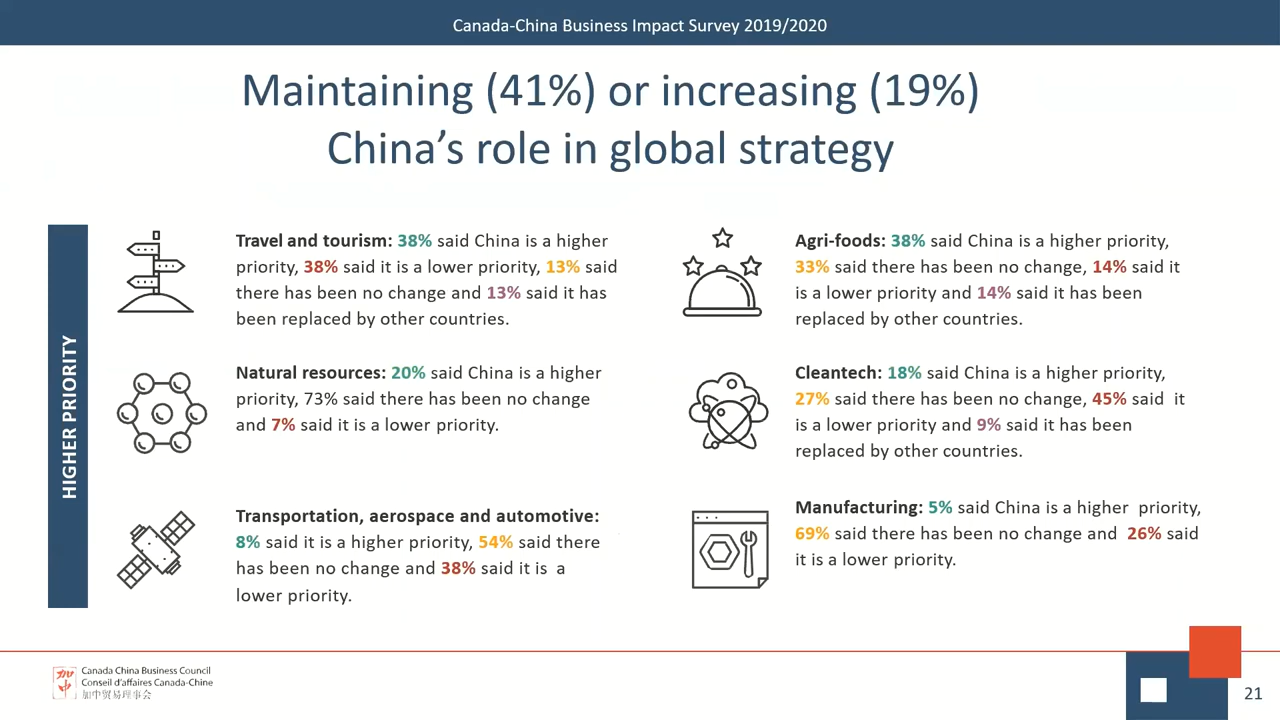 Canada-China Business Impact Survey 2019/2020
Maintaining (41%) or increasing (19%)
China's role in global strategy
HIGHER PRIORITY
Travel and tourism: 38% said China is a higher
priority, 38% said it is a lower priority, 13% said
there has been no change and 13% said it has
been replaced by other countries.
Natural resources: 20% said China is a higher
priority, 73% said there has been no change
and 7% said it is a lower priority.
Transportation, aerospace and automotive:
8% said it is a higher priority, 54% said there
has been no change and 38% said it is a
lower priority.
Agri-foods: 38% said China is a higher priority,
33% said there has been no change, 14% said it
is a lower priority and 14% said it has been
replaced by other countries.
Cleantech: 18% said China is a higher priority,
27% said there has been no change, 45% said it
is a lower priority and 9% said it has been
replaced by other countries.
Manufacturing: 5% said China is a higher priority,
69% said there has been no change and 26% said
it is a lower priority.
加中
Canada China Business Council
Conseil d'affaires Canada-Chine
加中贸易理事会
21